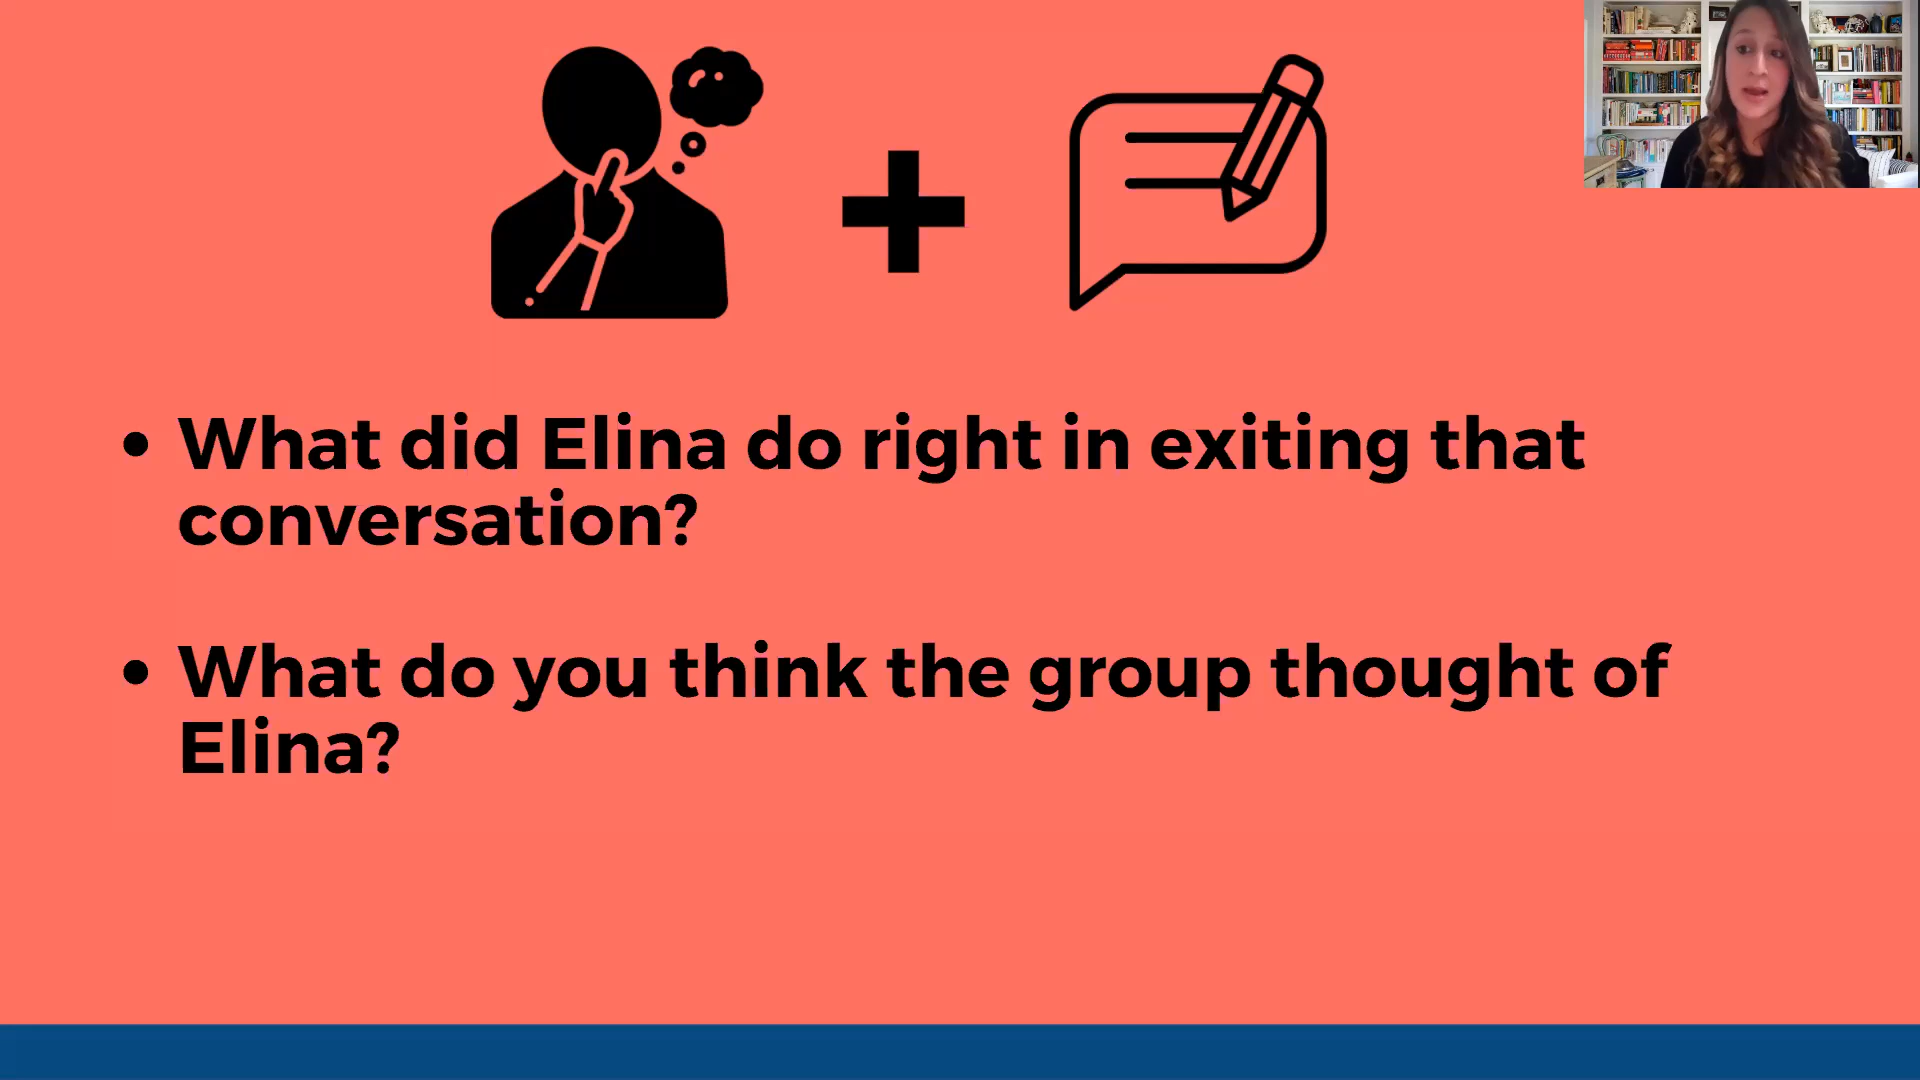 • What did Elina do right in exiting that
conversation?
• What do you think the group thought of
Elina?